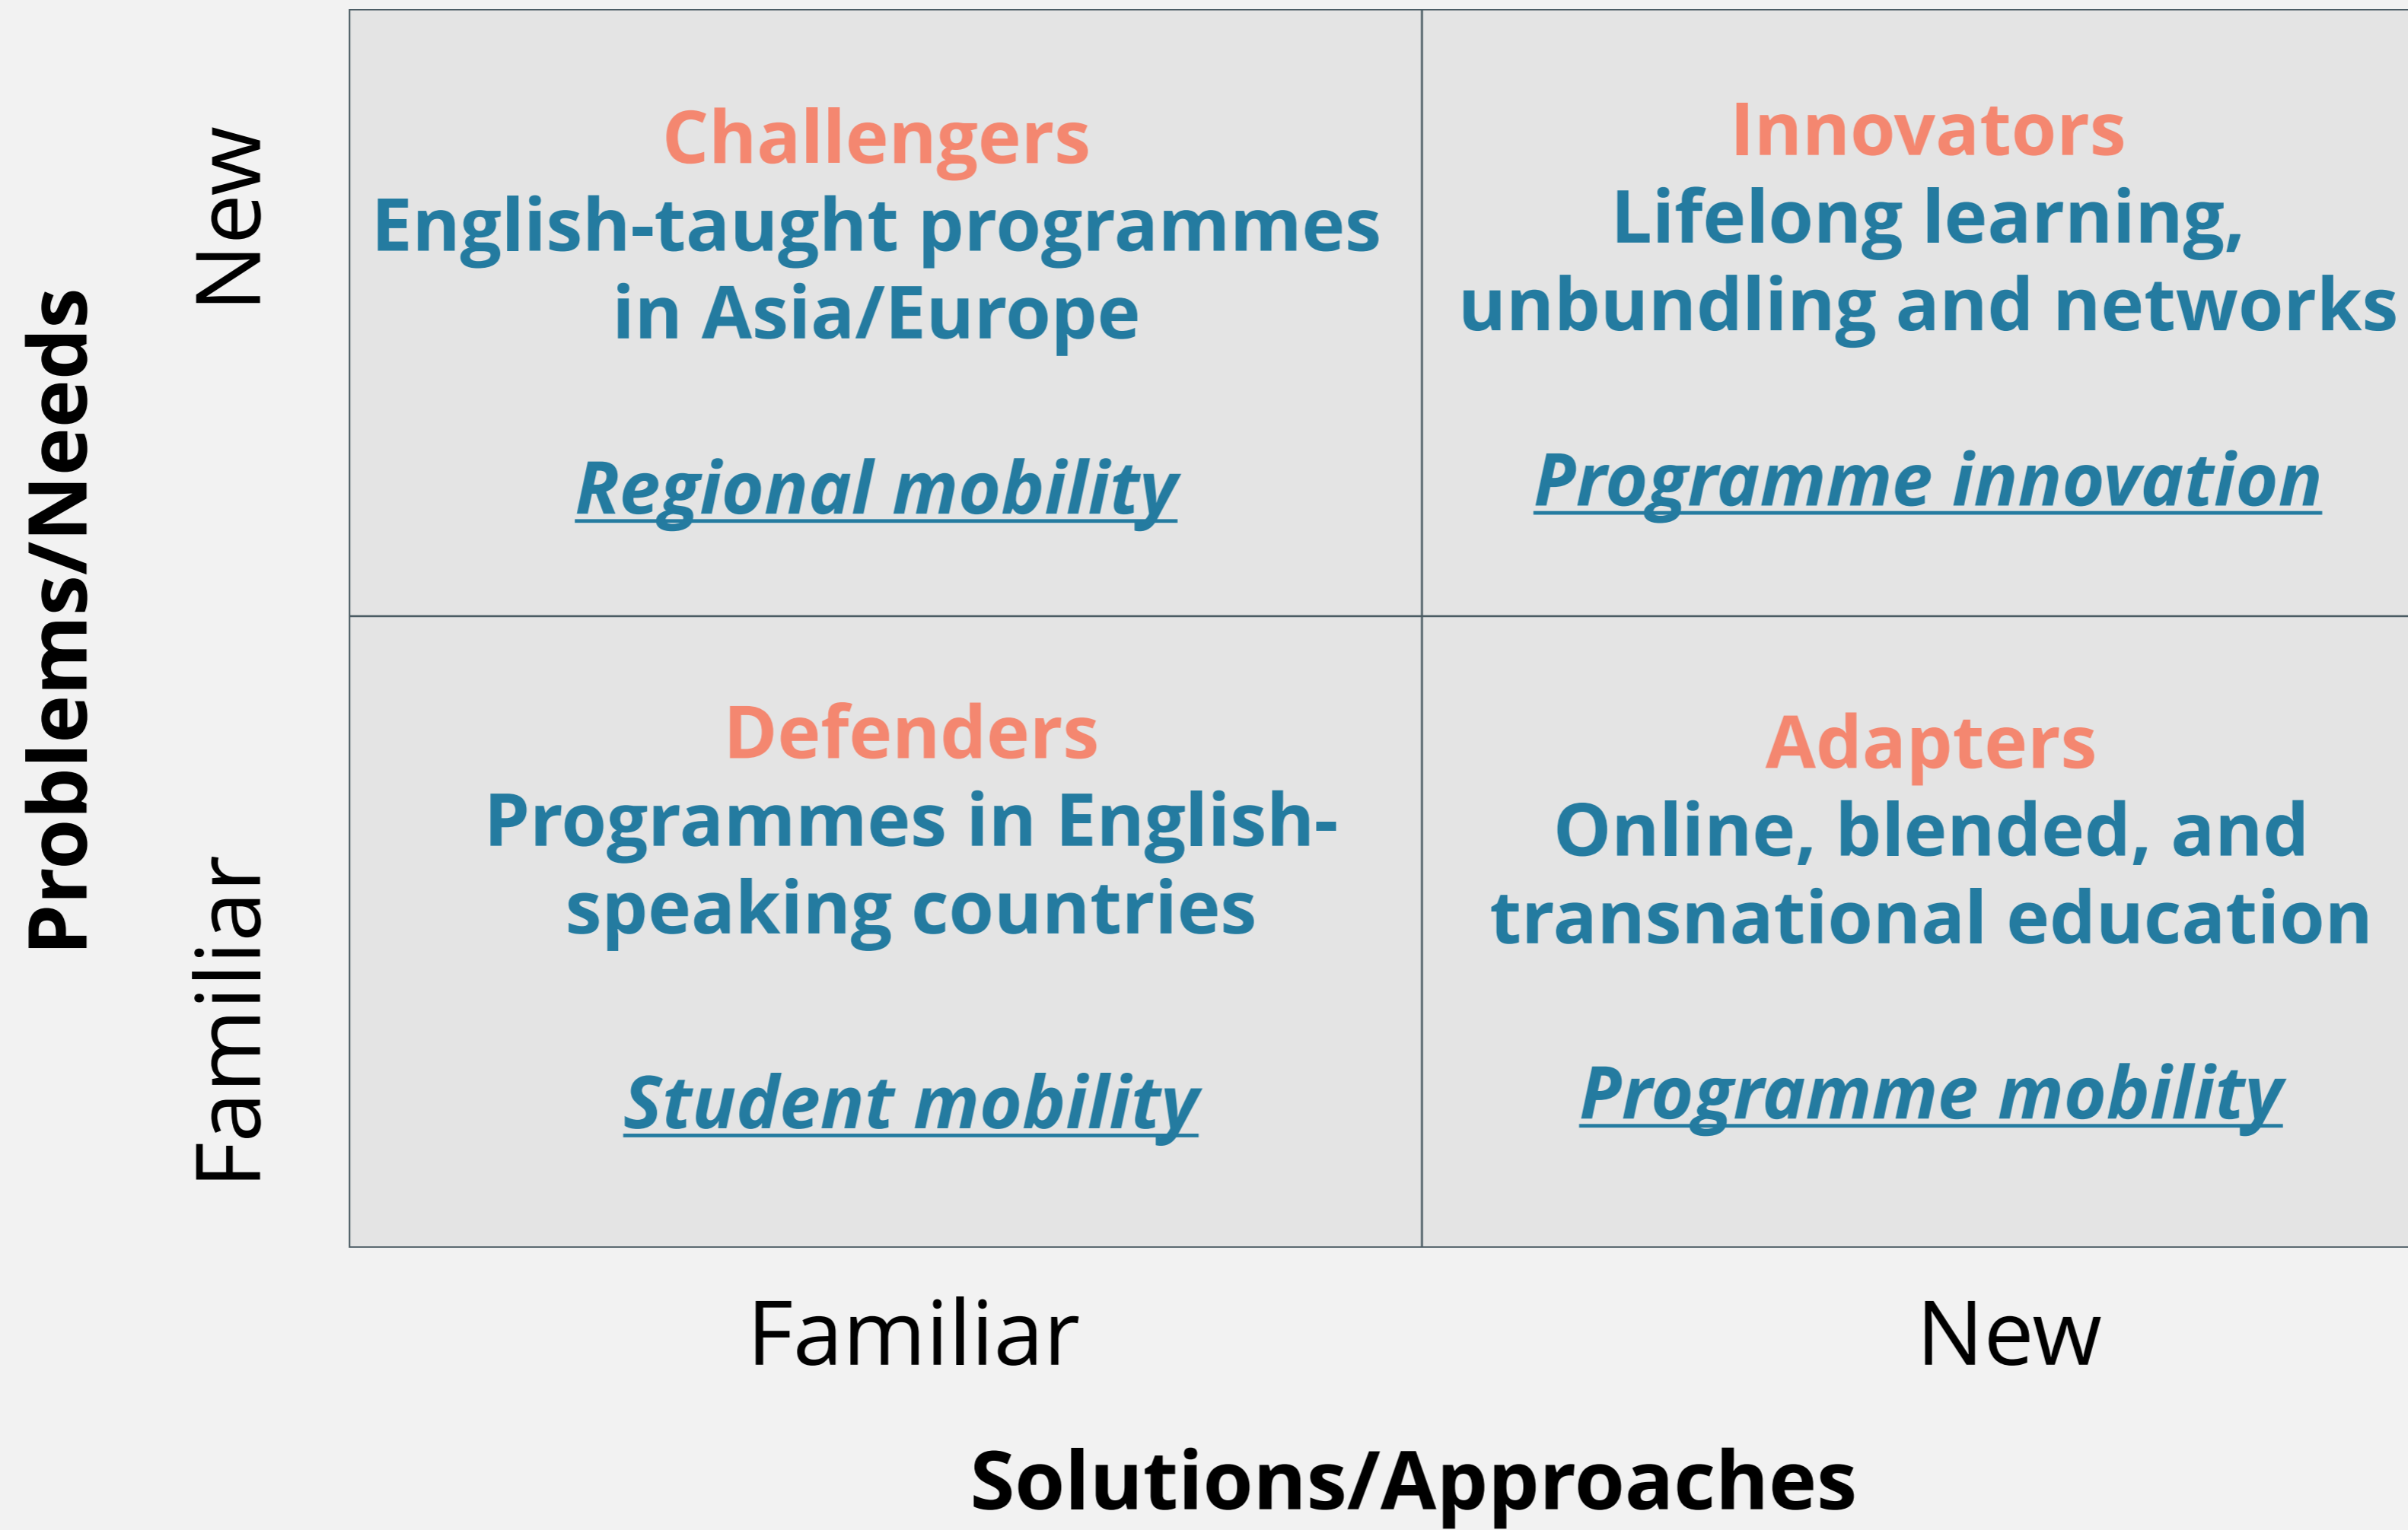 Problems/Needs
New
Challengers
English-taught programmes
in Asia/Europe
Regional mobility
Innovators
Lifelong learning,
unbundling and networks
Programme innovation
Familiar
Defenders
Programmes in English-
speaking countries
Student mobility
Adapters
Online, blended, and
transnational education
Programme mobility
Familiar
New
Solutions/Approaches